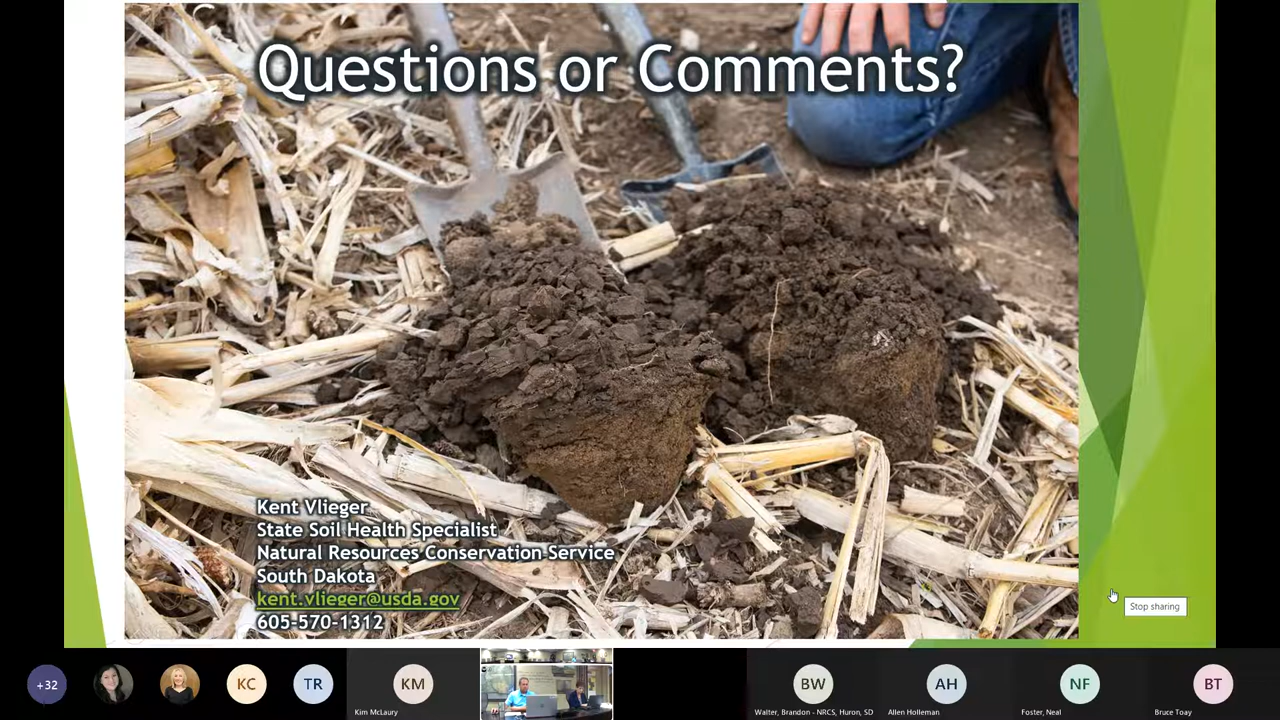 Questions or Comments?
Kent Vlieger
State Soil Health Specialist
Natural Resources Conservation Service
South Dakota
kent.vlieger@usda.gov
605-570-1312
Stop sharing
+32
KC
TR
KM
BW
AH
NF
BT
Kim McLaury
Walter, Brandon - NRCS, Huron, SD
Allen Holleman
Foster, Neal
Bruce Toay